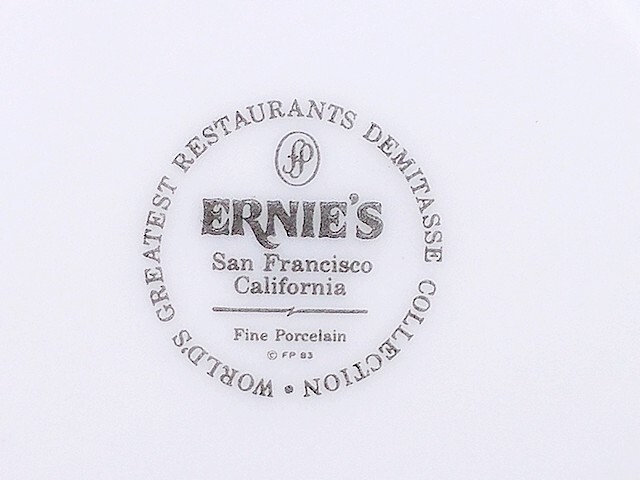 WORLD'S GREATEST RESTAURANTS DEMITASSE COLLECTION •
fp
ERNIE'S
San Francisco
California
Fine Porcelain
© FP 83